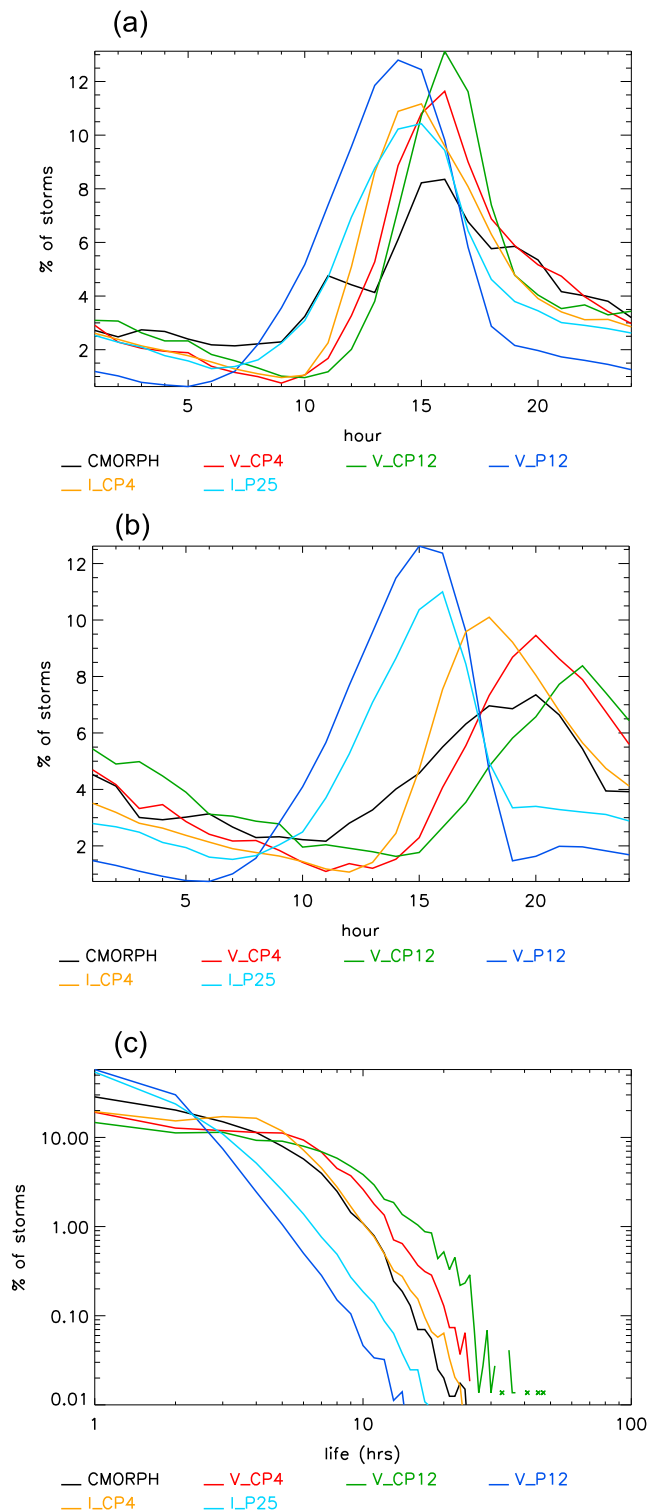 (a)
12
10
8
6
4
2
% of storms
5 10 15 20
hour
CMORPH V_CP4 V_CP12 V_P12
I_CP4 I_P25
(b)
12
10
8
6
4
2
% of storms
5 10 15 20
hour
CMORPH V_CP4 V_CP12 V_P12
I_CP4 I_P25
(c)
10.00
1.00
0.10
0.01
% of storms
1 10 100
life (hrs)
CMORPH V_CP4 V_CP12 V_P12
I_CP4 I_P25